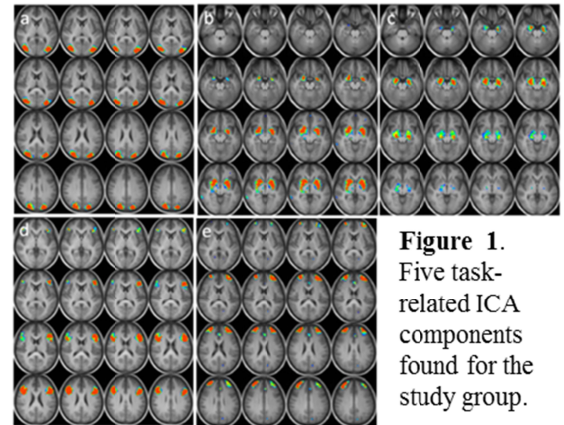 a
b
c
d
e
Figure 1.
Five task-
related ICA
components
found for the
study group.